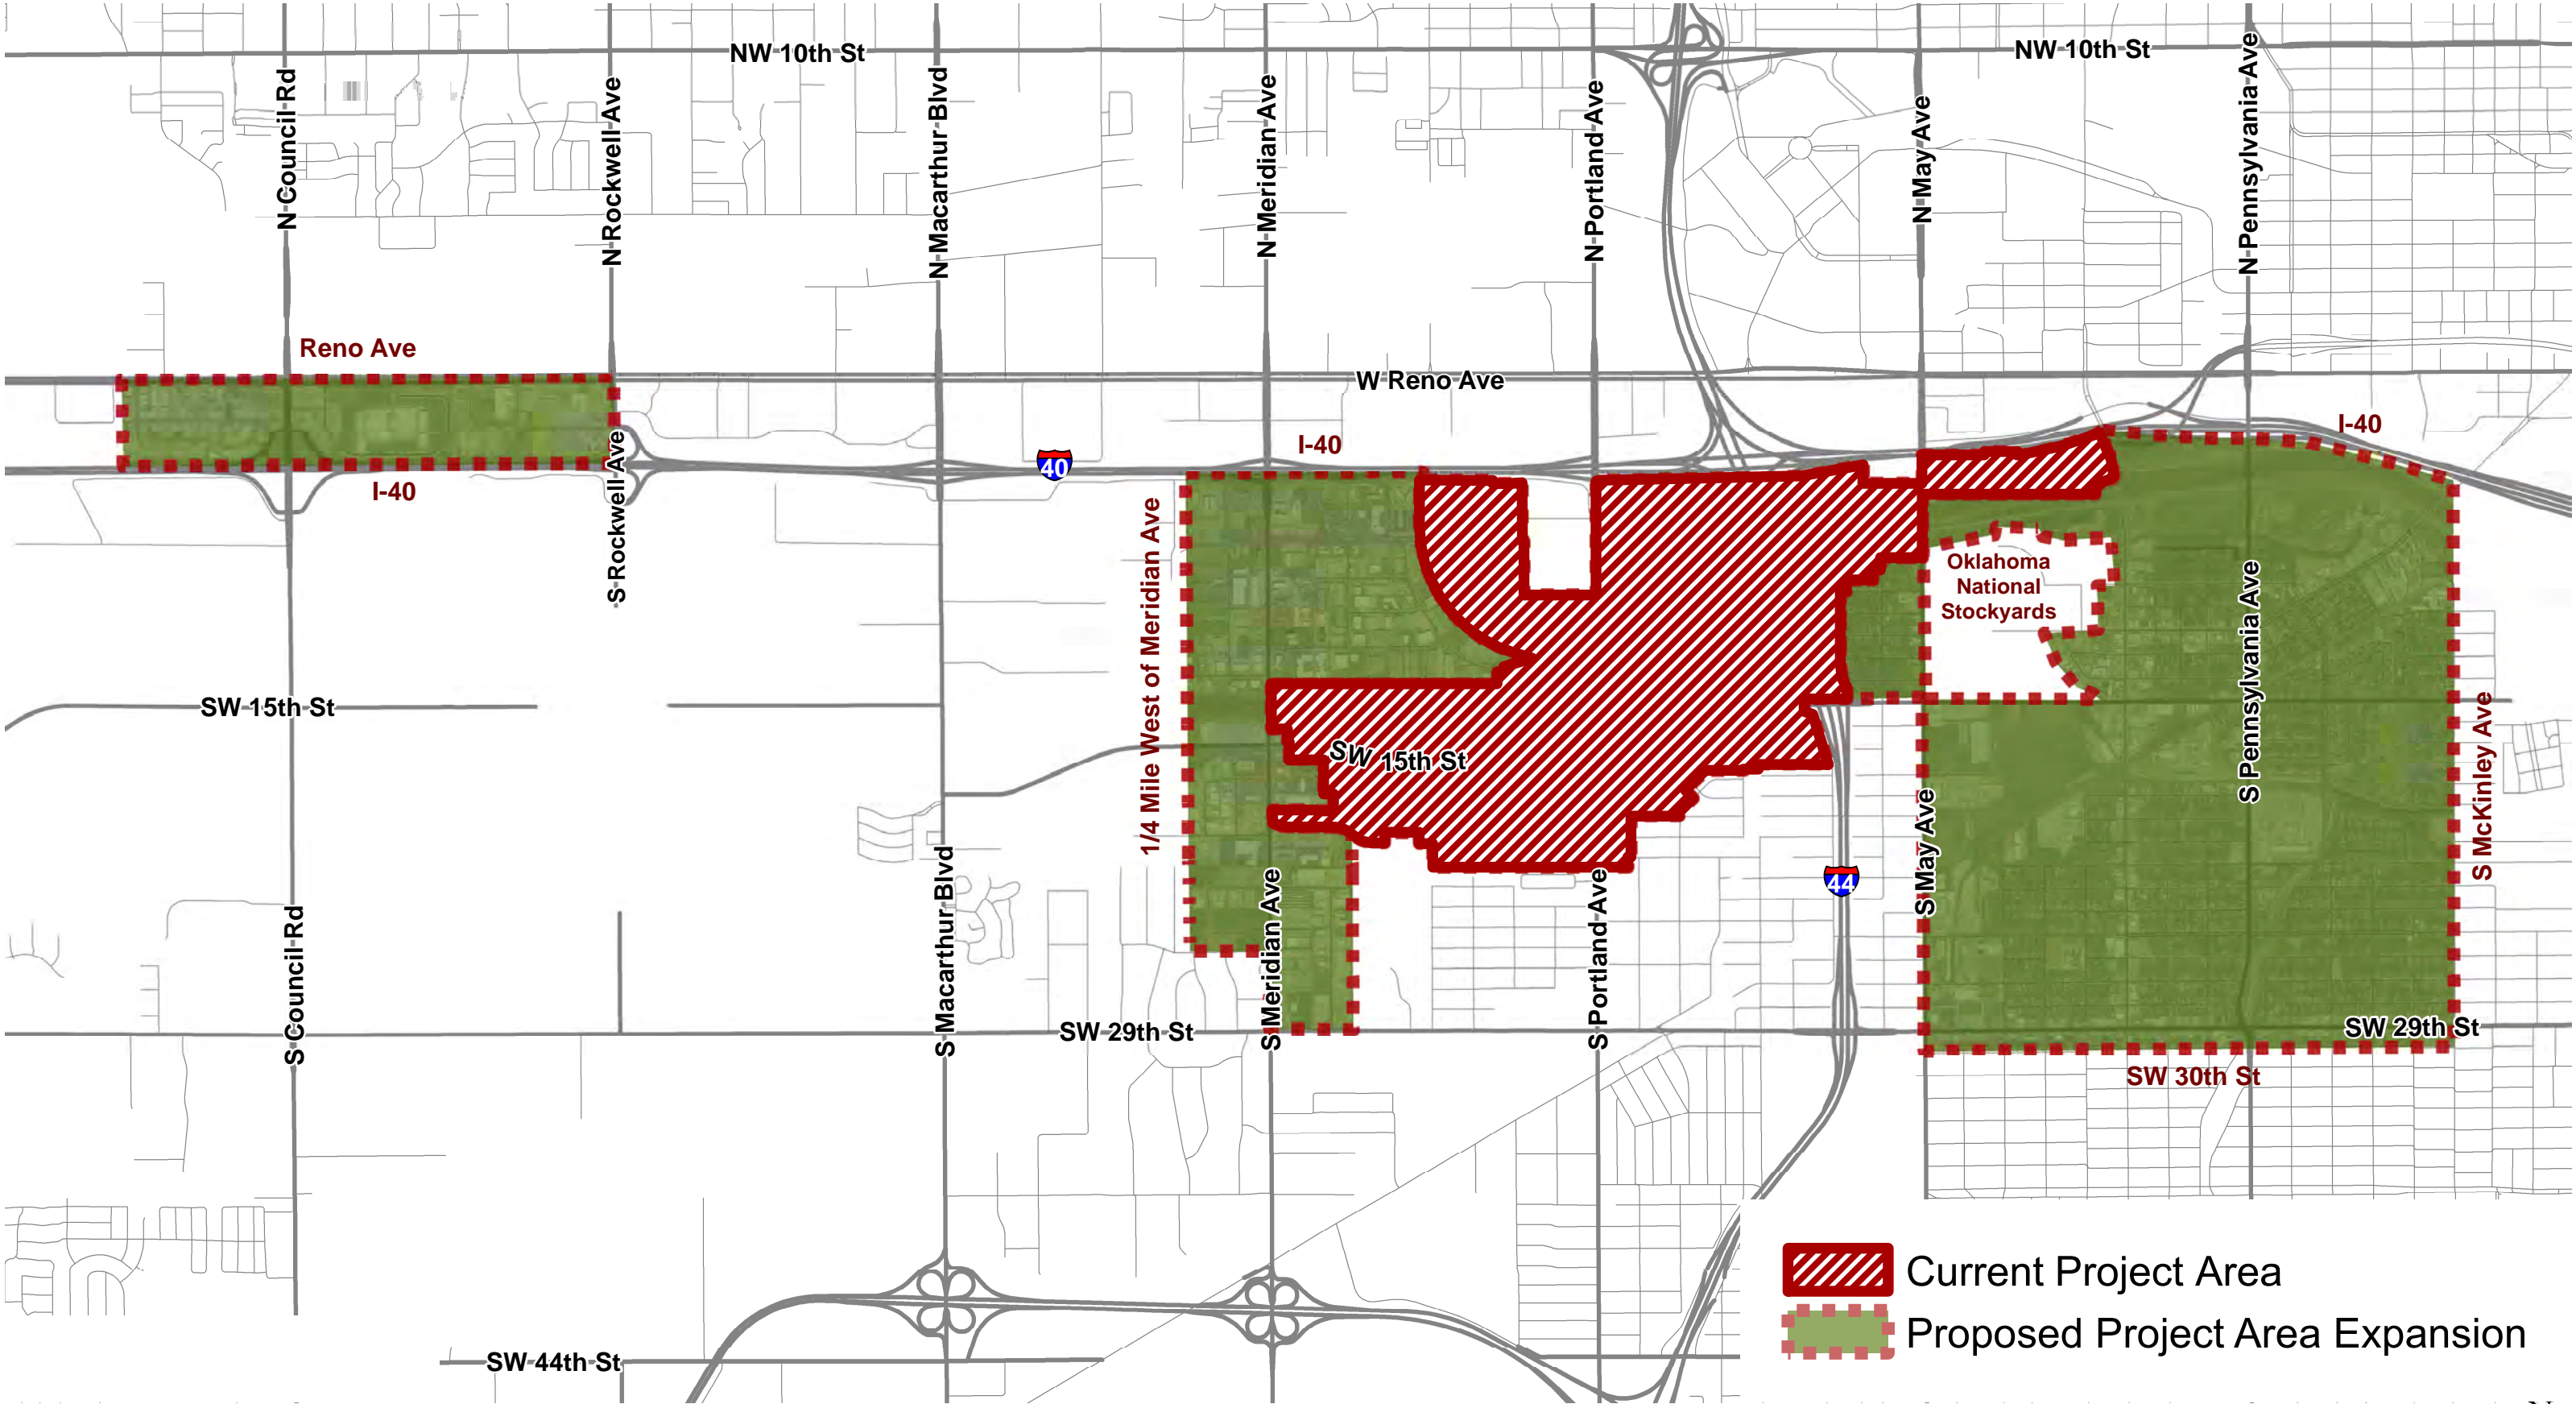 NW 10th St
NW 10th St
N Council Rd
N Rockwell Ave
N Macarthur Blvd
N Meridian Ave
N Portland Ave
N May Ave
N Pennsylvania Ave
Reno Ave
W Reno Ave
I-40
I-40
40
I-40
S Rockwell Ave
1/4 Mile West of Meridian Ave
Oklahoma
National
Stockyards
S Pennsylvania Ave
SW 15th St
SW 15th St
S McKinley Ave
S May Ave
44
S Council Rd
S Macarthur Blvd
S Meridian Ave
S Portland Ave
SW 29th St
SW 29th St
SW 30th St
Current Project Area
Proposed Project Area Expansion
SW 44th St